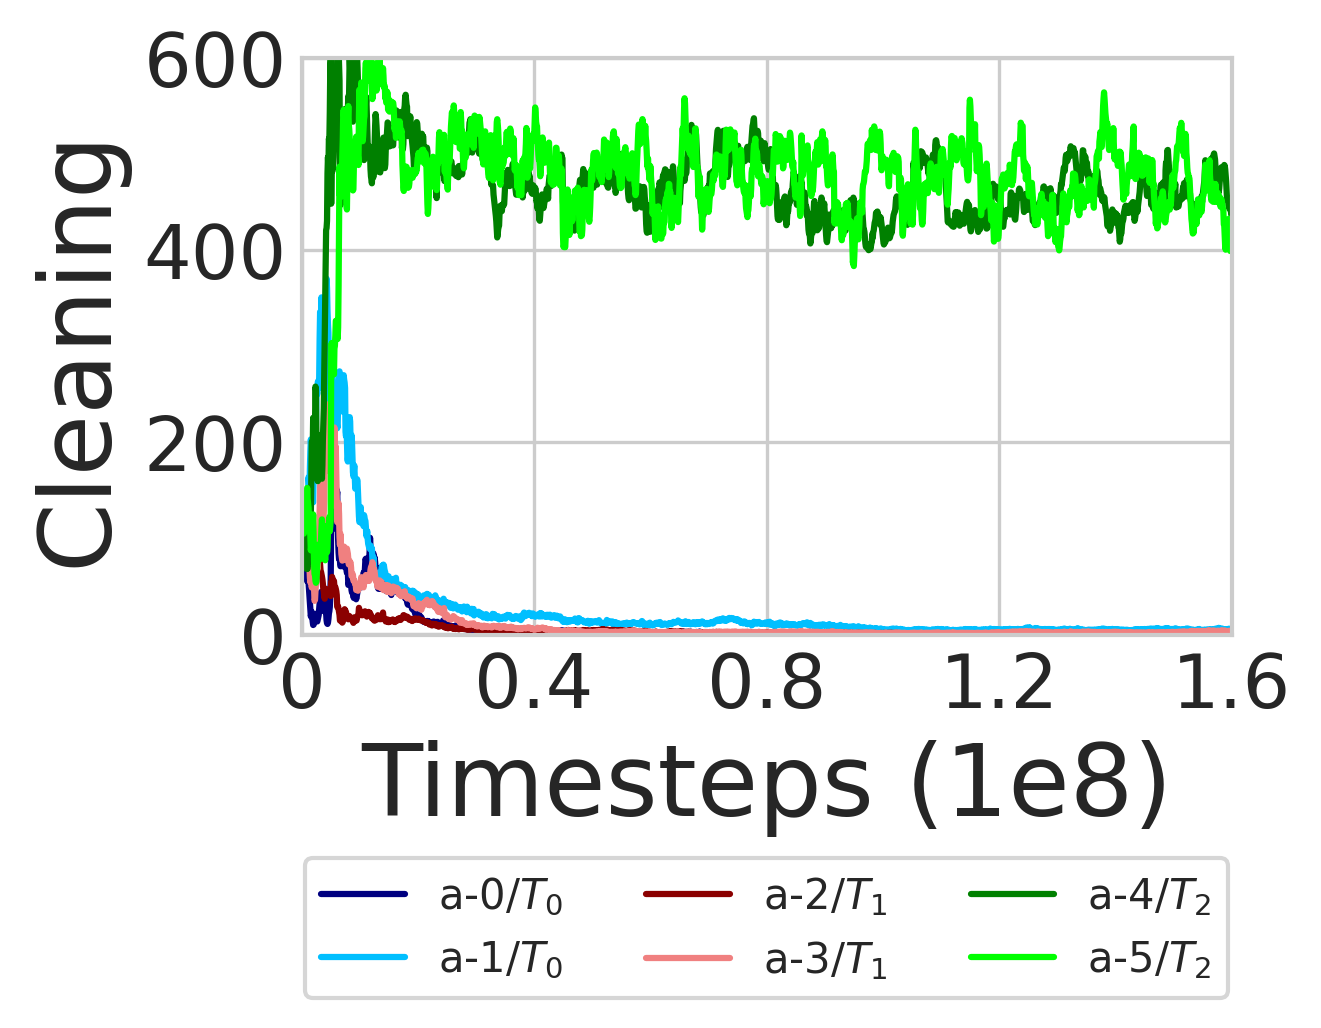 600
400
200
0
Cleaning
0 0.4 0.8 1.2 1.6
Timesteps (1e8)
a-0/T₀ a-2/T₁ a-4/T₂
a-1/T₀ a-3/T₁ a-5/T₂